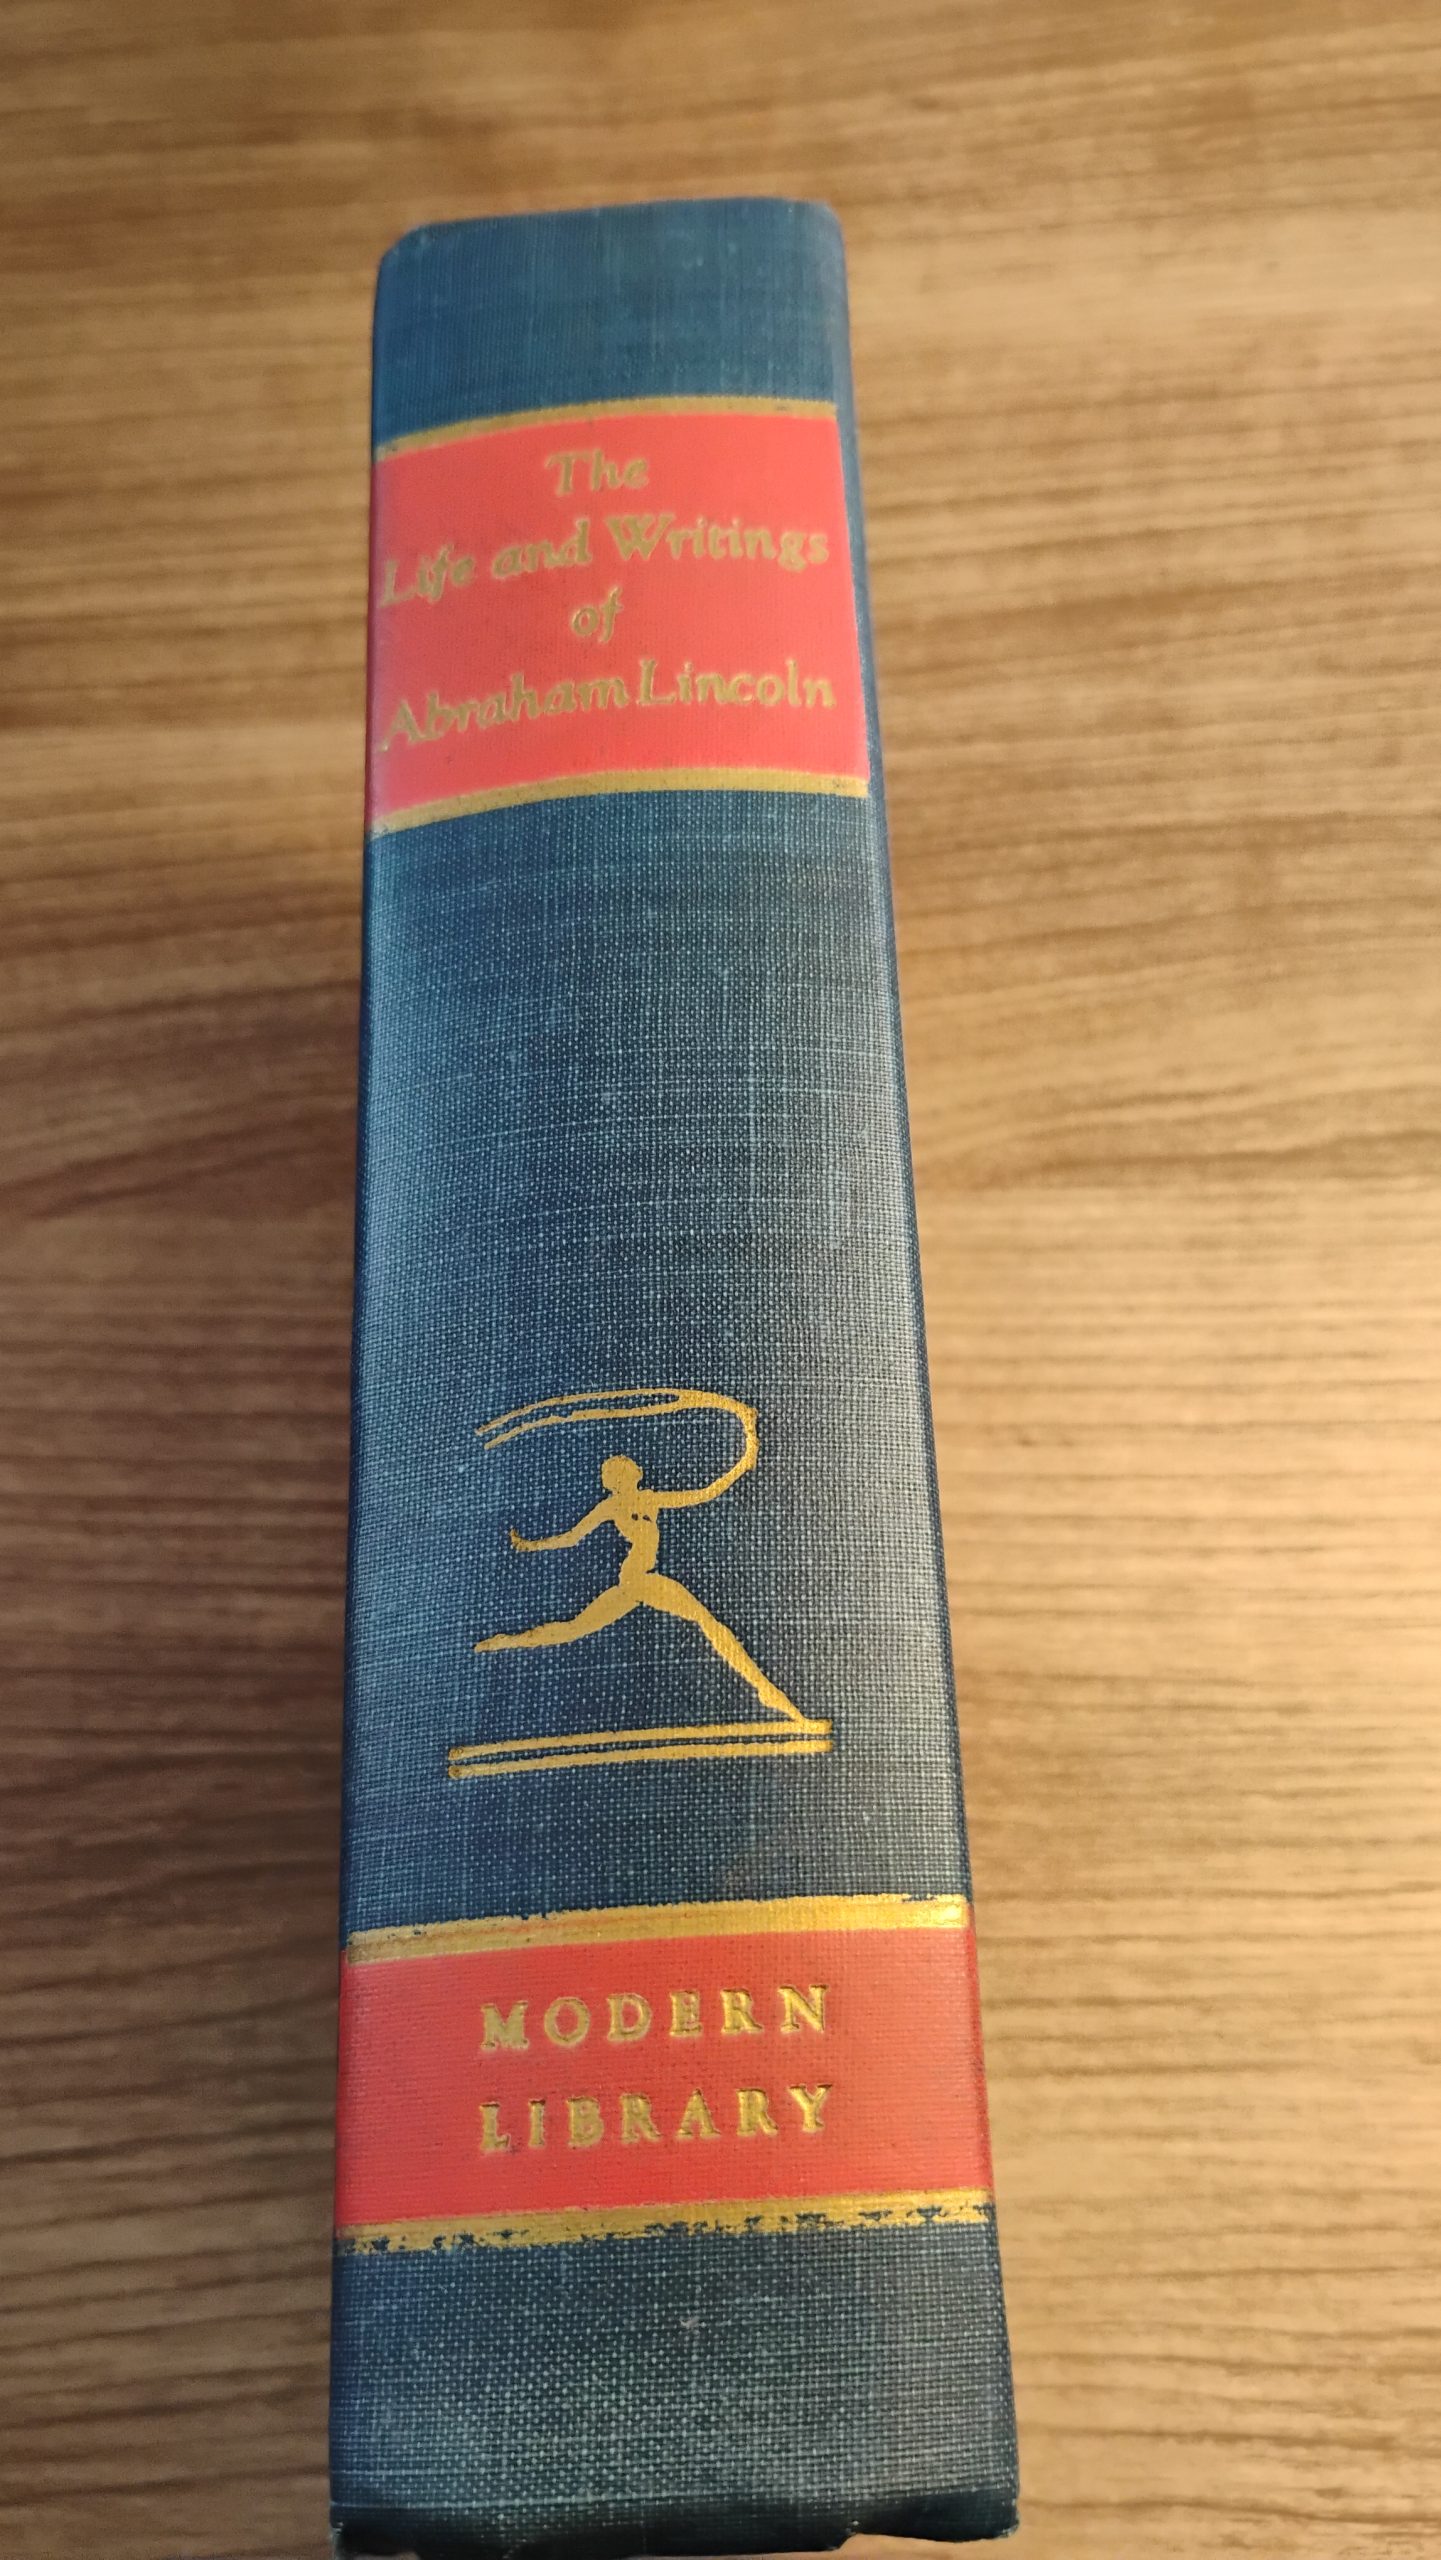 The
Life and Writings
of
Abraham Lincoln
MODERN
LIBRARY